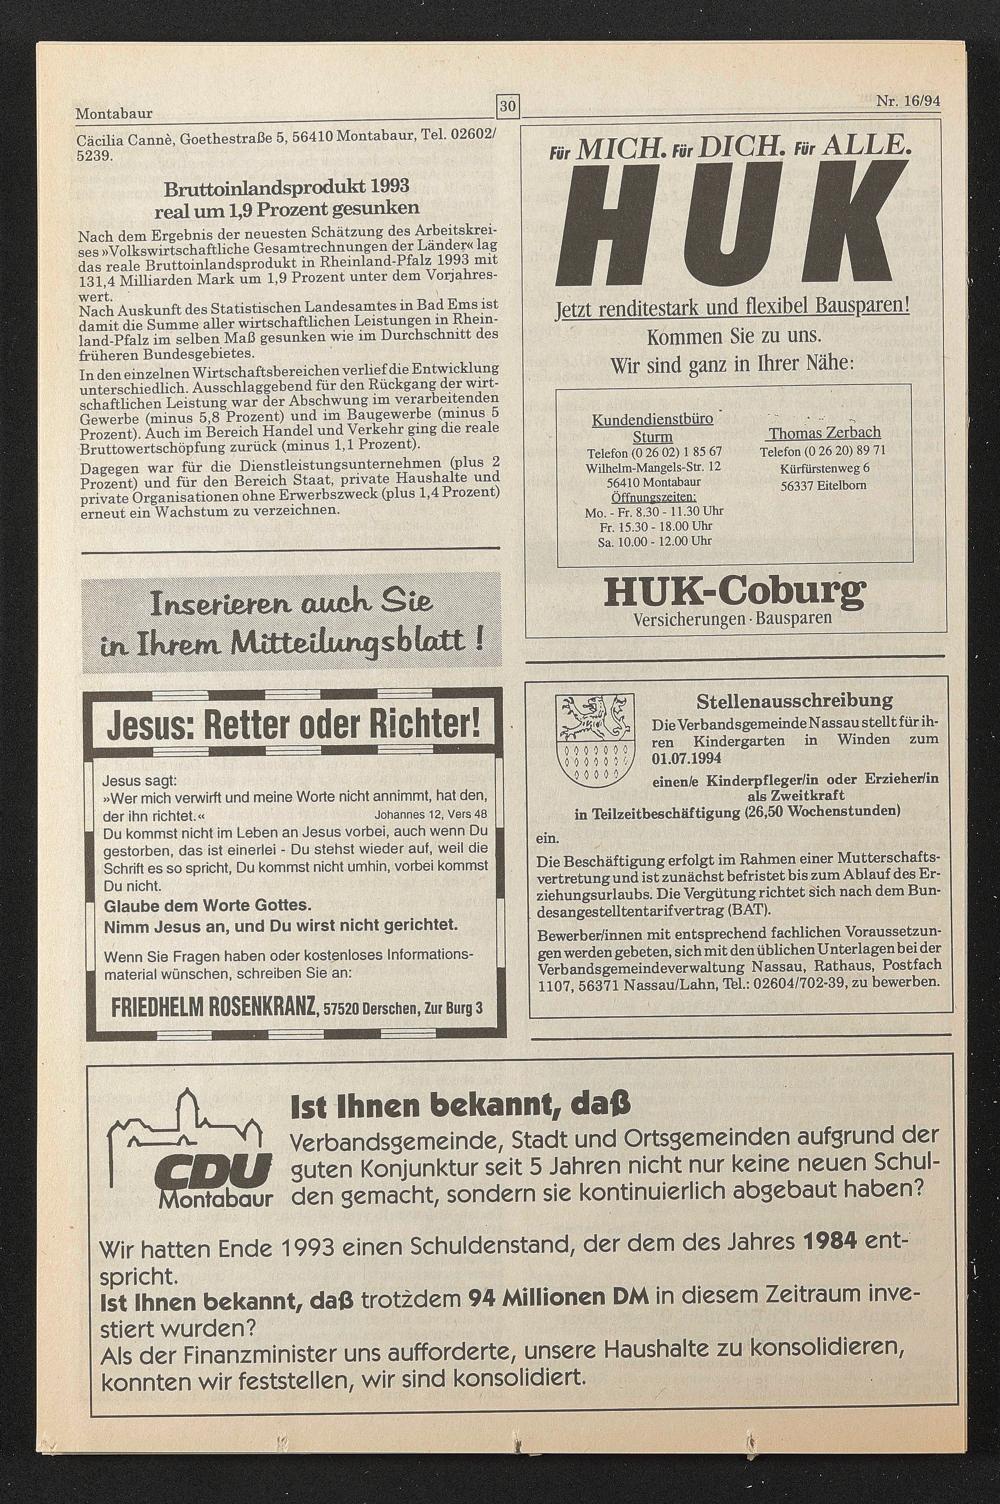 Montabaur
30
Nr. 16/94
Cäcilia Cannè, Goethestraße 5, 56410 Montabaur, Tel. 02602/
5239.
Bruttoinlandsprodukt 1993
real um 1,9 Prozent gesunken
Nach dem Ergebnis der neuesten Schätzung des Arbeitskrei-
ses »Volkswirtschaftliche Gesamtrechnungen der Länder« lag
das reale Bruttoinlandsprodukt in Rheinland-Pfalz 1993 mit
131,4 Milliarden Mark um 1,9 Prozent unter dem Vorjahres-
wert.
Nach Auskunft des Statistischen Landesamtes in Bad Ems ist
damit die Summe aller wirtschaftlichen Leistungen in Rhein-
land-Pfalz im selben Maß gesunken wie im Durchschnitt des
früheren Bundesgebietes.
In den einzelnen Wirtschaftsbereichen verlief die Entwicklung
unterschiedlich. Ausschlaggebend für den Rückgang der wirt-
schaftlichen Leistung war der Abschwung im verarbeitenden
Gewerbe (minus 5,8 Prozent) und im Baugewerbe (minus 5
Prozent). Auch im Bereich Handel und Verkehr ging die reale
Bruttowertschöpfung zurück (minus 1,1 Prozent).
Dagegen war für die Dienstleistungsunternehmen (plus 2
Prozent) und für den Bereich Staat, private Haushalte und
private Organisationen ohne Erwerbszweck (plus 1,4 Prozent)
erneut ein Wachstum zu verzeichnen.
Inserieren auch Sie
in Ihrem Mitteilungsblatt !
Jesus: Retter oder Richter!
Jesus sagt:
»Wer mich verwirft und meine Worte nicht annimmt, hat den,
der ihn richtet.« Johannes 12, Vers 48
Du kommst nicht im Leben an Jesus vorbei, auch wenn Du
gestorben, das ist einerlei - Du stehst wieder auf, weil die
Schrift es so spricht, Du kommst nicht umhin, vorbei kommst
Du nicht.
Glaube dem Worte Gottes.
Nimm Jesus an, und Du wirst nicht gerichtet.
Wenn Sie Fragen haben oder kostenloses Informations-
material wünschen, schreiben Sie an:
FRIEDHELM ROSENKRANZ, 57520 Derschen, Zur Burg 3
Für MICH. Für DICH. Für ALLE.
HUK
Jetzt renditestark und flexibel Bausparen!
Kommen Sie zu uns.
Wir sind ganz in Ihrer Nähe:
Kundendienstbüro
Sturm
Telefon (0 26 02) 1 85 67
Wilhelm-Mangels-Str. 12
56410 Montabaur
Öffnungszeiten:
Mo. - Fr. 8.30 - 11.30 Uhr
Fr. 15.30 - 18.00 Uhr
Sa. 10.00 - 12.00 Uhr
Thomas Zerbach
Telefon (0 26 20) 89 71
Kürfürstenweg 6
56337 Eitelborn
HUK-Coburg
Versicherungen · Bausparen
Stellenausschreibung
Die Verbandsgemeinde Nassau stellt für ih-
ren Kindergarten in Winden zum
01.07.1994
einen/e Kinderpfleger/in oder Erzieher/in
als Zweitkraft
in Teilzeitbeschäftigung (26,50 Wochenstunden)
ein.
Die Beschäftigung erfolgt im Rahmen einer Mutterschafts-
vertretung und ist zunächst befristet bis zum Ablauf des Er-
ziehungsurlaubs. Die Vergütung richtet sich nach dem Bun-
desangestelltentarifvertrag (BAT).
Bewerber/innen mit entsprechend fachlichen Voraussetzun-
gen werden gebeten, sich mit den üblichen Unterlagen bei der
Verbandsgemeindeverwaltung Nassau, Rathaus, Postfach
1107, 56371 Nassau/Lahn, Tel.: 02604/702-39, zu bewerben.
CDU
Montabaur
Ist Ihnen bekannt, daß
Verbandsgemeinde, Stadt und Ortsgemeinden aufgrund der
guten Konjunktur seit 5 Jahren nicht nur keine neuen Schul-
den gemacht, sondern sie kontinuierlich abgebaut haben?
Wir hatten Ende 1993 einen Schuldenstand, der dem des Jahres 1984 ent-
spricht.
Ist Ihnen bekannt, daß trotzdem 94 Millionen DM in diesem Zeitraum inve-
stiert wurden?
Als der Finanzminister uns aufforderte, unsere Haushalte zu konsolidieren,
konnten wir feststellen, wir sind konsolidiert.